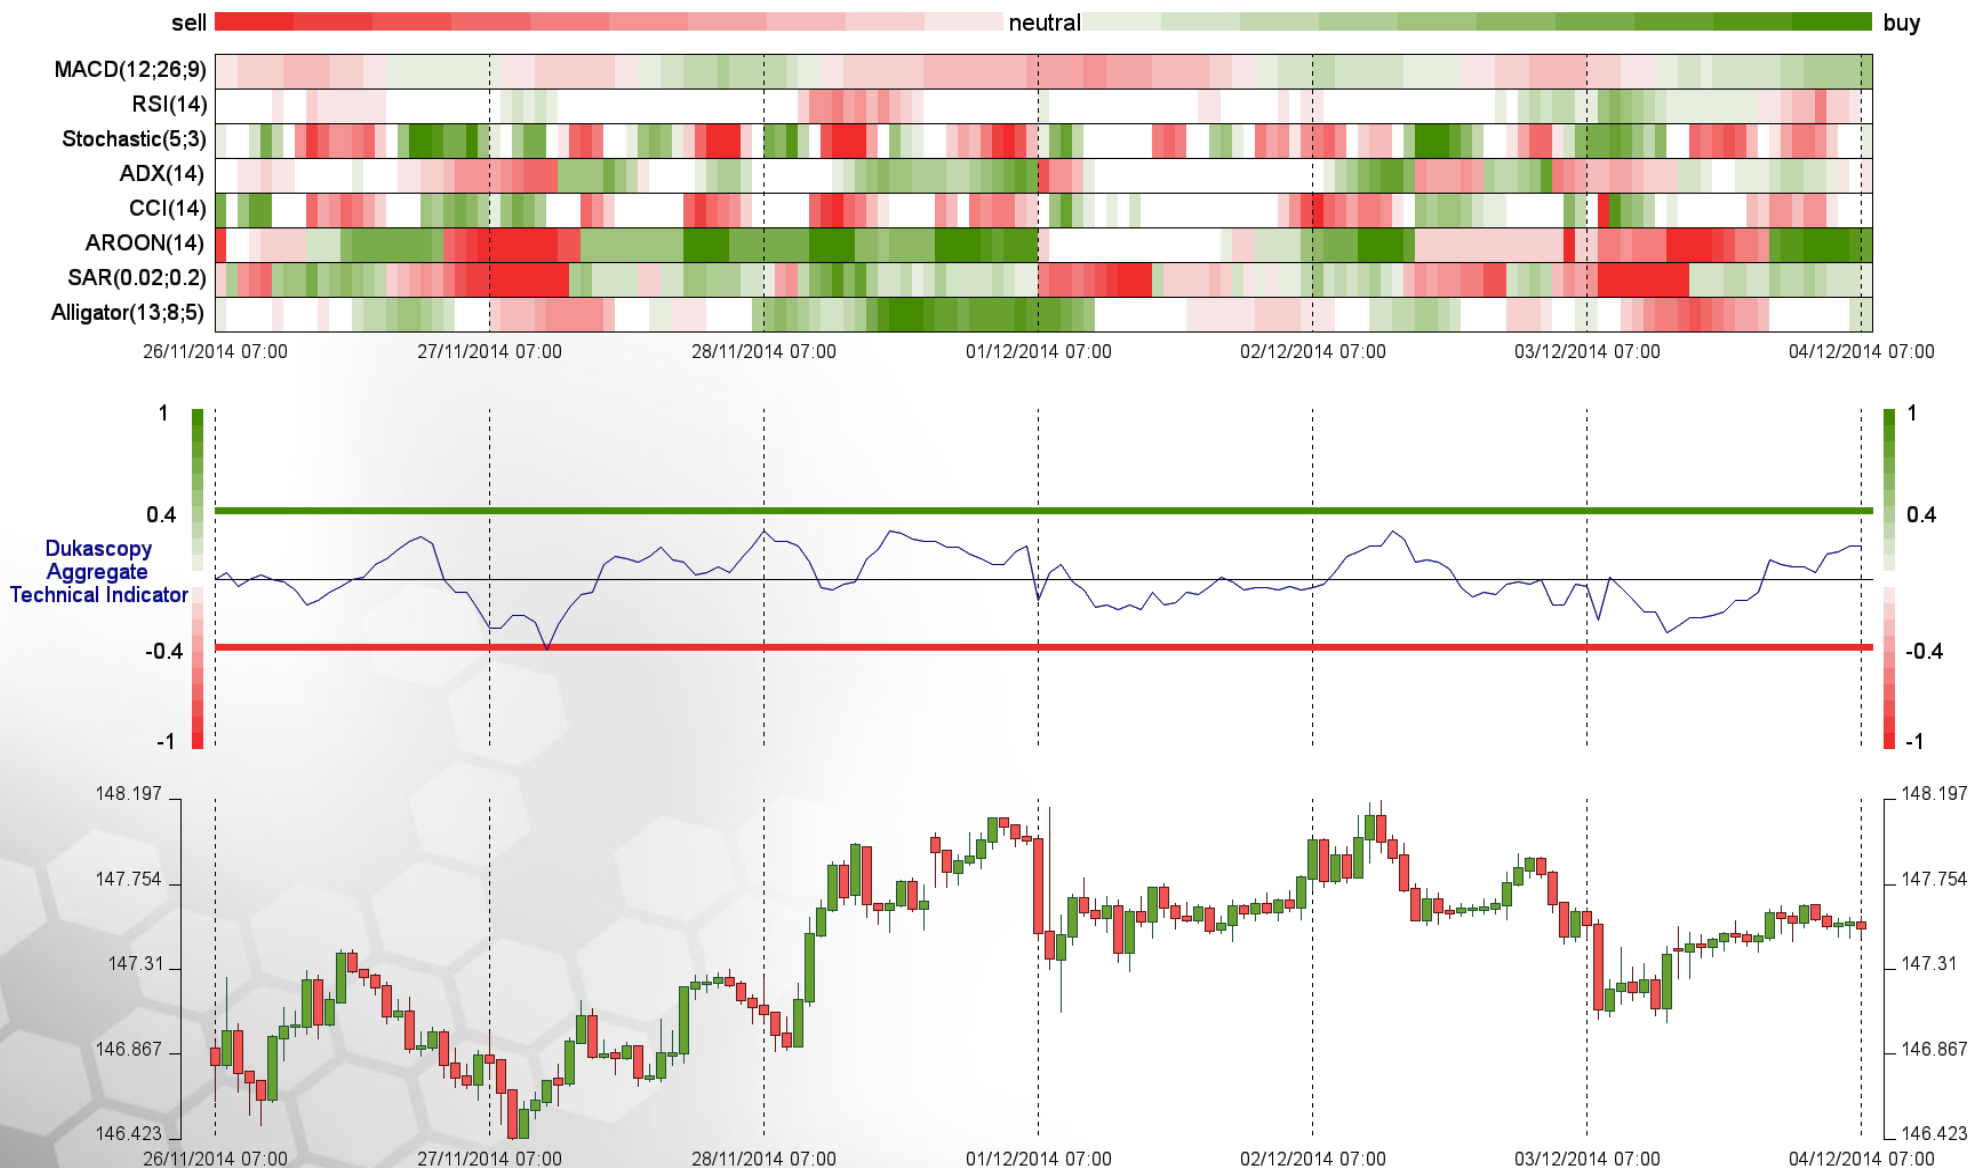 sell neutral buy
MACD(12;26;9)
RSI(14)
Stochastic(5;3)
ADX(14)
CCI(14)
AROON(14)
SAR(0.02;0.2)
Alligator(13;8;5)
26/11/2014 07:00 27/11/2014 07:00 28/11/2014 07:00 01/12/2014 07:00 02/12/2014 07:00 03/12/2014 07:00 04/12/2014 07:00
1 1
0.4 0.4
Dukascopy
Aggregate
Technical Indicator
-0.4 -0.4
-1 -1
148.197 148.197
147.754 147.754
147.31 147.31
146.867 146.867
146.423 146.423
26/11/2014 07:00 27/11/2014 07:00 28/11/2014 07:00 01/12/2014 07:00 02/12/2014 07:00 03/12/2014 07:00 04/12/2014 07:00